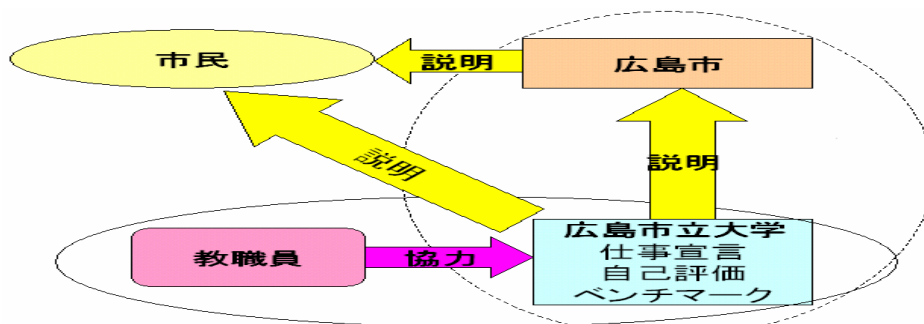 市民
説明
広島市
説明
説明
教職員
協力
広島市立大学
仕事宣言
自己評価
ベンチマーク